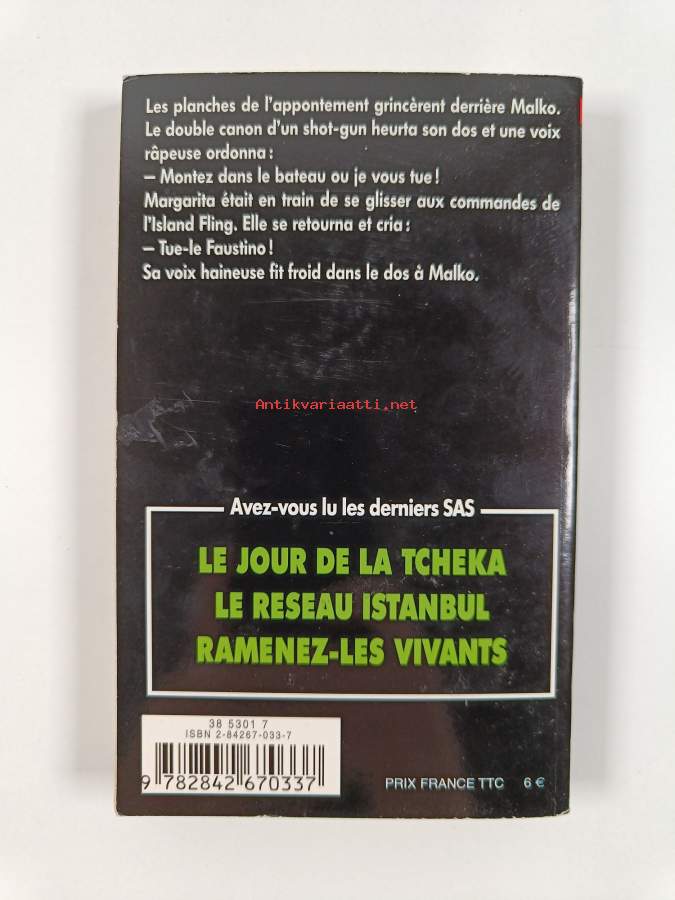 Les planches de l'appontement grincèrent derrière Malko.
Le double canon d'un shot-gun heurta son dos et une voix
râpeuse ordonna :
– Montez dans le bateau ou je vous tue !
Margarita était en train de se glisser aux commandes de
l'Island Fling. Elle se retourna et cria :
– Tue-le Faustino !
Sa voix haineuse fit froid dans le dos à Malko.
Antikvariaatti.net
Avez-vous lu les derniers SAS
LE JOUR DE LA TCHEKA
LE RESEAU ISTANBUL
RAMENEZ-LES VIVANTS
38 5301 7
ISBN 2-84267-033-7
9 782842 670337
PRIX FRANCE TTC 6 €